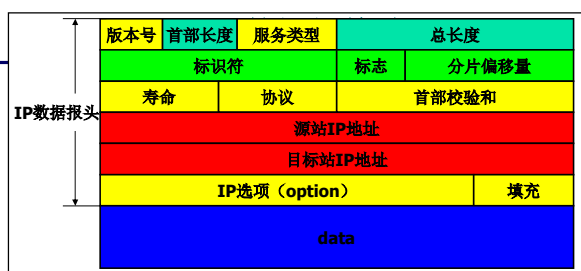 版本号 首部长度 服务类型 总长度
标识符 标志 分片偏移量
寿命 协议 首部校验和
IP数据报头
源站IP地址
目标站IP地址
IP选项（option） 填充
data